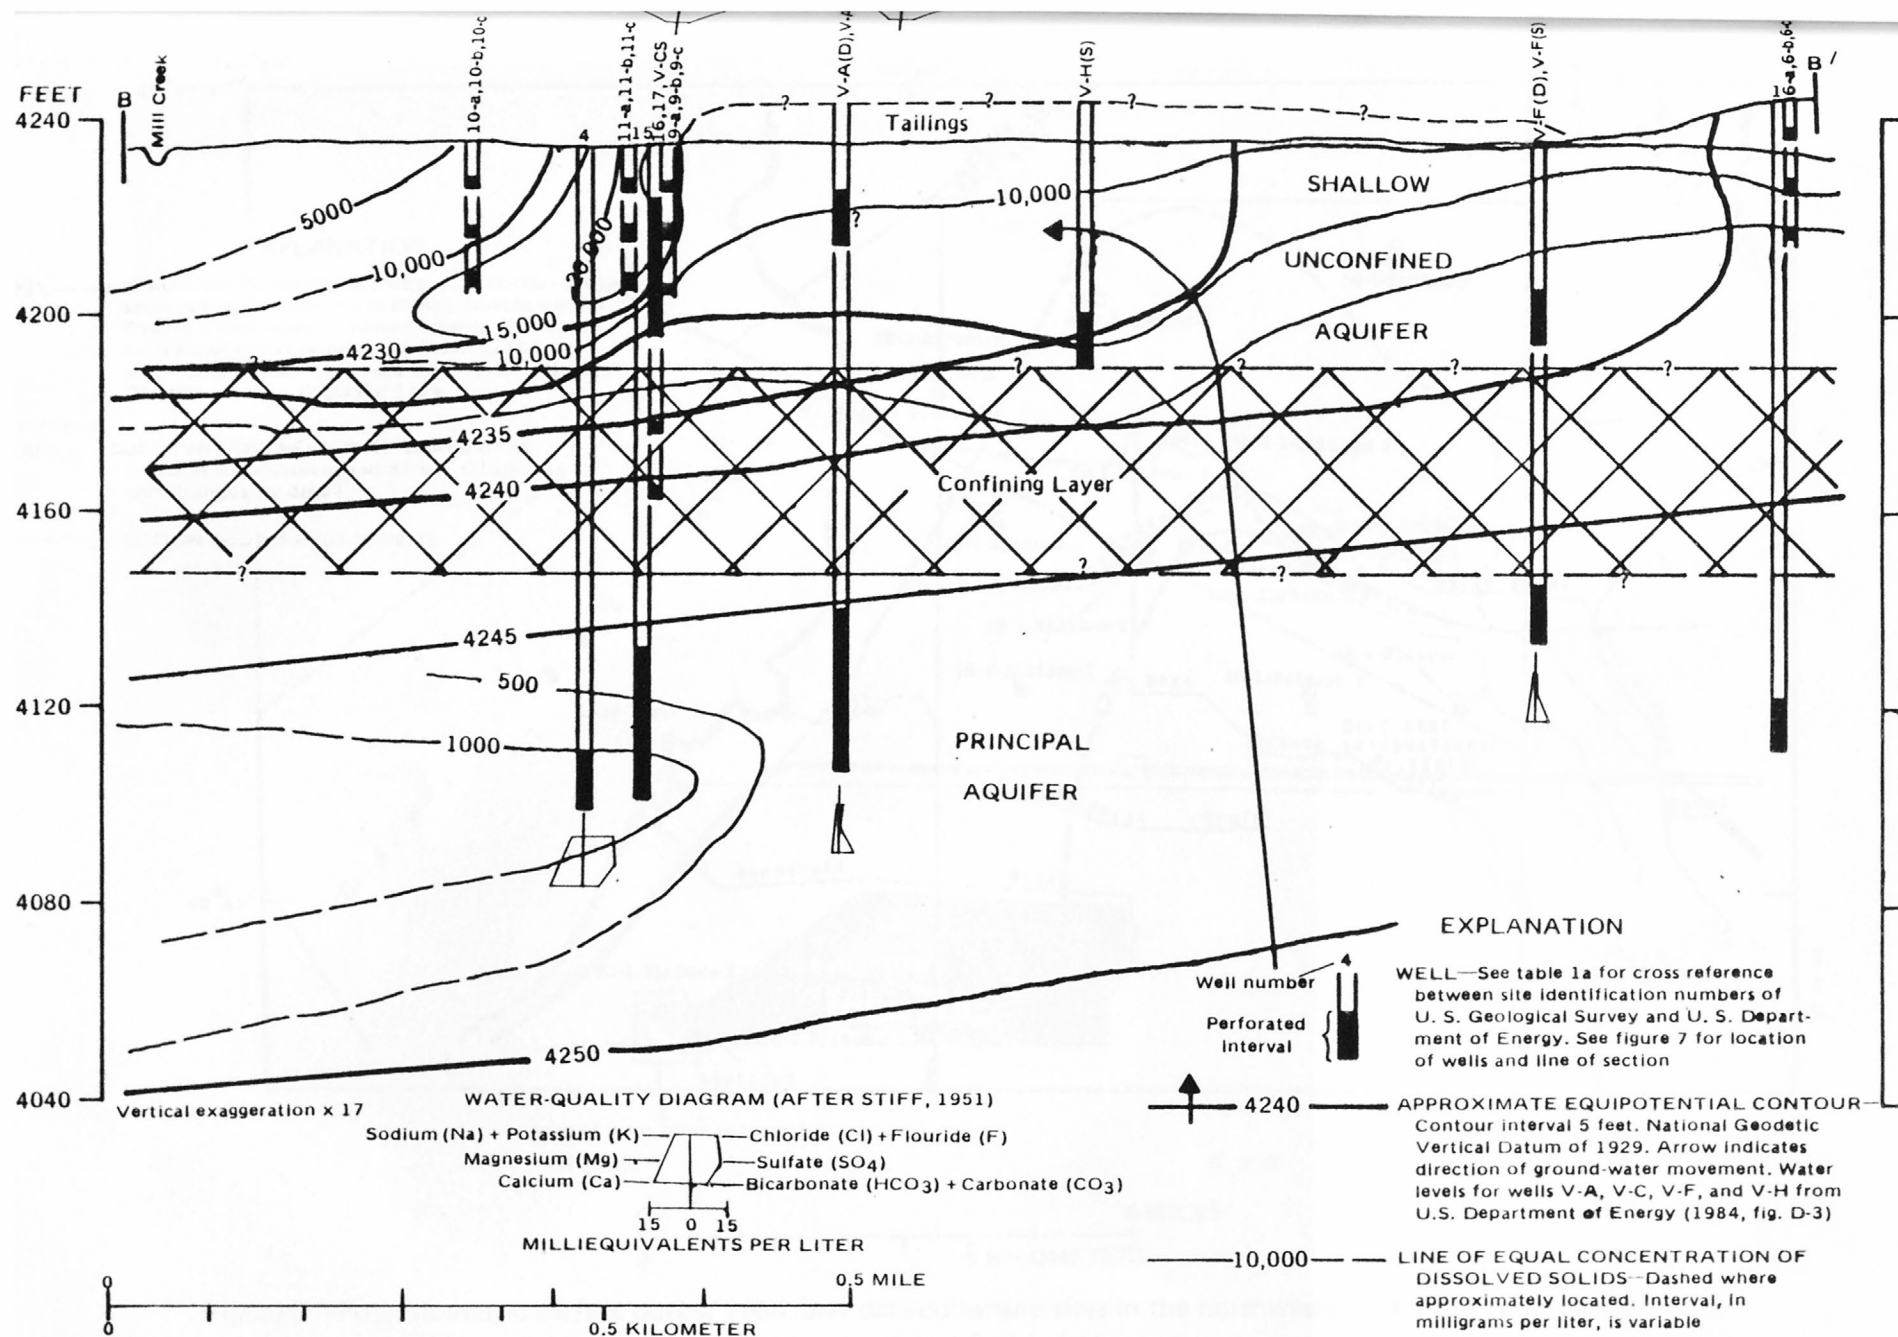 FEET
B
Mill Creek
10-a,10-b,10-c
4
11-a,11-b,11-c
15
16,17,V-CS
9-a,9-b,9-c
V-A(D),V-A
V-H(S)
V-F(D),V-F(S)
16
6-a,6-b,6-c
B'
4240
4200
4160
4120
4080
4040
? ? ? ?
Tailings
5000
10,000
20,000
15,000
10,000
10,000
?
SHALLOW
UNCONFINED
AQUIFER
4230
4235
4240
? ? ? ? ?
Confining Layer
? ? ? ?
4245
500
1000
PRINCIPAL
AQUIFER
4250
Vertical exaggeration x 17
WATER-QUALITY DIAGRAM (AFTER STIFF, 1951)
Sodium (Na) + Potassium (K) Chloride (Cl) + Flouride (F)
Magnesium (Mg) Sulfate (SO4)
Calcium (Ca) Bicarbonate (HCO3) + Carbonate (CO3)
15 0 15
MILLIEQUIVALENTS PER LITER
0 0.5 MILE
0 0.5 KILOMETER
EXPLANATION
4
Well number
Perforated
Interval
WELL—See table 1a for cross reference
between site identification numbers of
U. S. Geological Survey and U. S. Depart-
ment of Energy. See figure 7 for location
of wells and line of section
4240
APPROXIMATE EQUIPOTENTIAL CONTOUR—
Contour interval 5 feet. National Geodetic
Vertical Datum of 1929. Arrow indicates
direction of ground-water movement. Water
levels for wells V-A, V-C, V-F, and V-H from
U.S. Department of Energy (1984, fig. D-3)
10,000
LINE OF EQUAL CONCENTRATION OF
DISSOLVED SOLIDS—Dashed where
approximately located. Interval, in
milligrams per liter, is variable